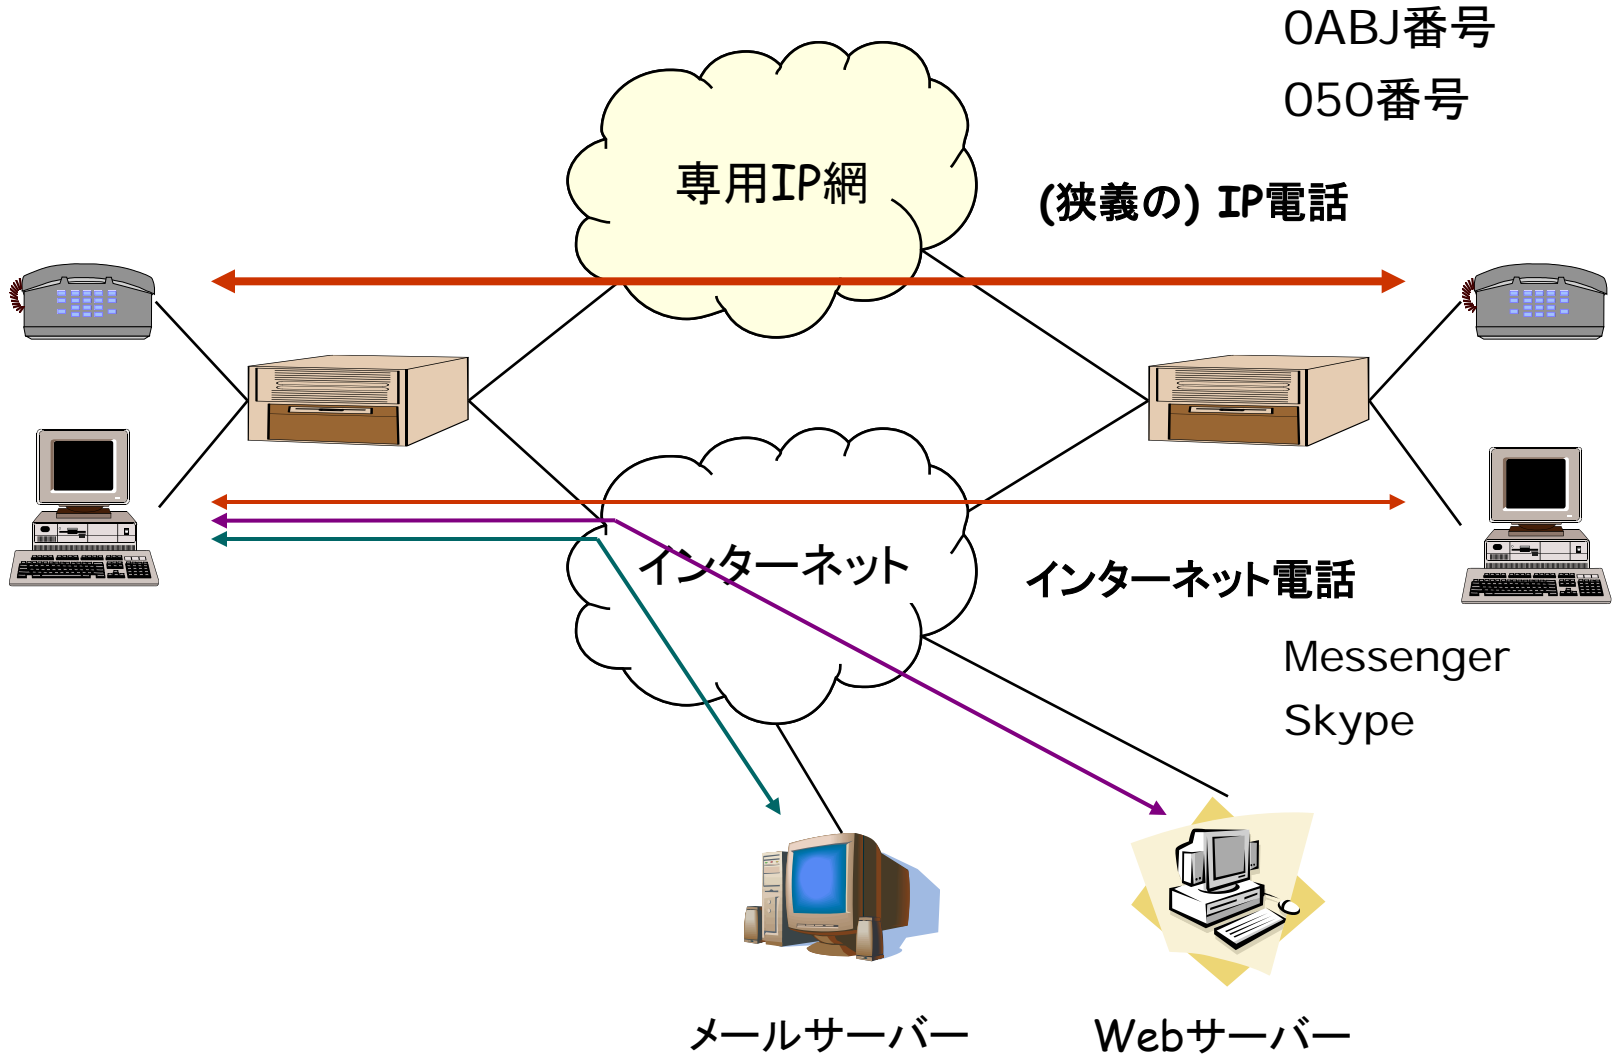 0ABJ番号
050番号
専用IP網
(狭義の) IP電話
インターネット
インターネット電話
Messenger
Skype
メールサーバー
Webサーバー